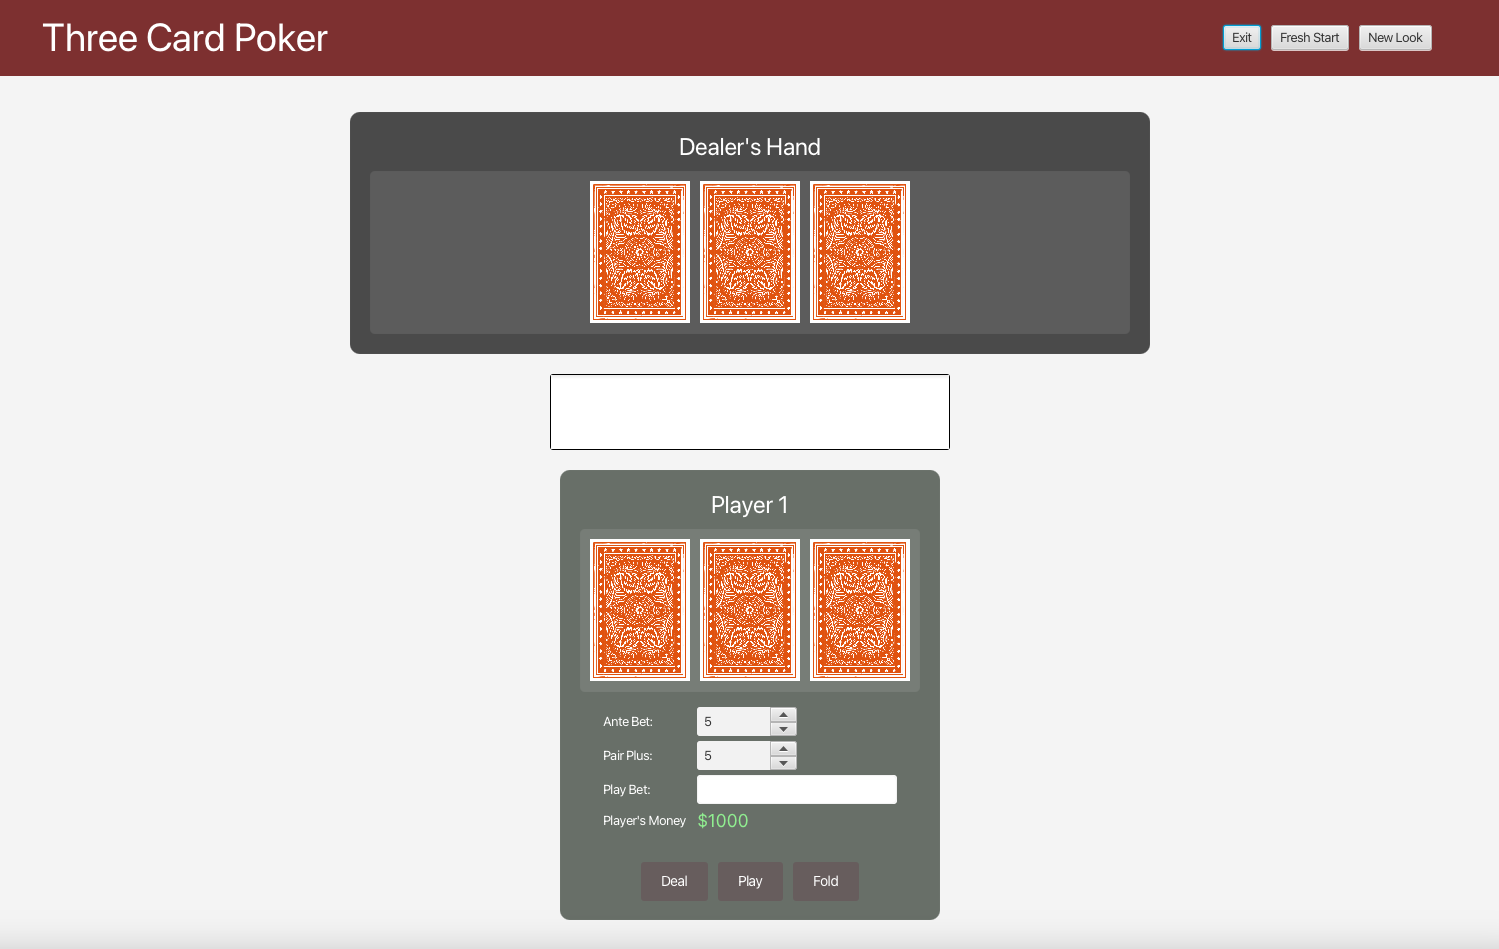 Three Card Poker
Exit
Fresh Start
New Look
Dealer's Hand
Player 1
Ante Bet:
5
Pair Plus:
5
Play Bet:
Player's Money
$1000
Deal
Play
Fold